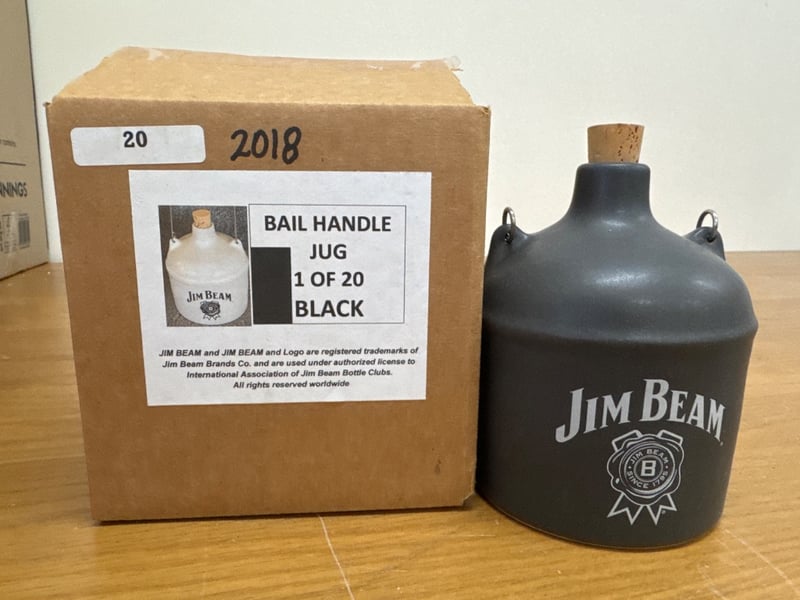 20
2018
BAIL HANDLE
JUG
1 OF 20
BLACK
JIM BEAM
JIM BEAM and JIM BEAM and Logo are registered trademarks of
Jim Beam Brands Co. and are used under authorized license to
International Association of Jim Beam Bottle Clubs.
All rights reserved worldwide
JIM BEAM
JIM BEAM
B
SINCE 1795
NNINGS